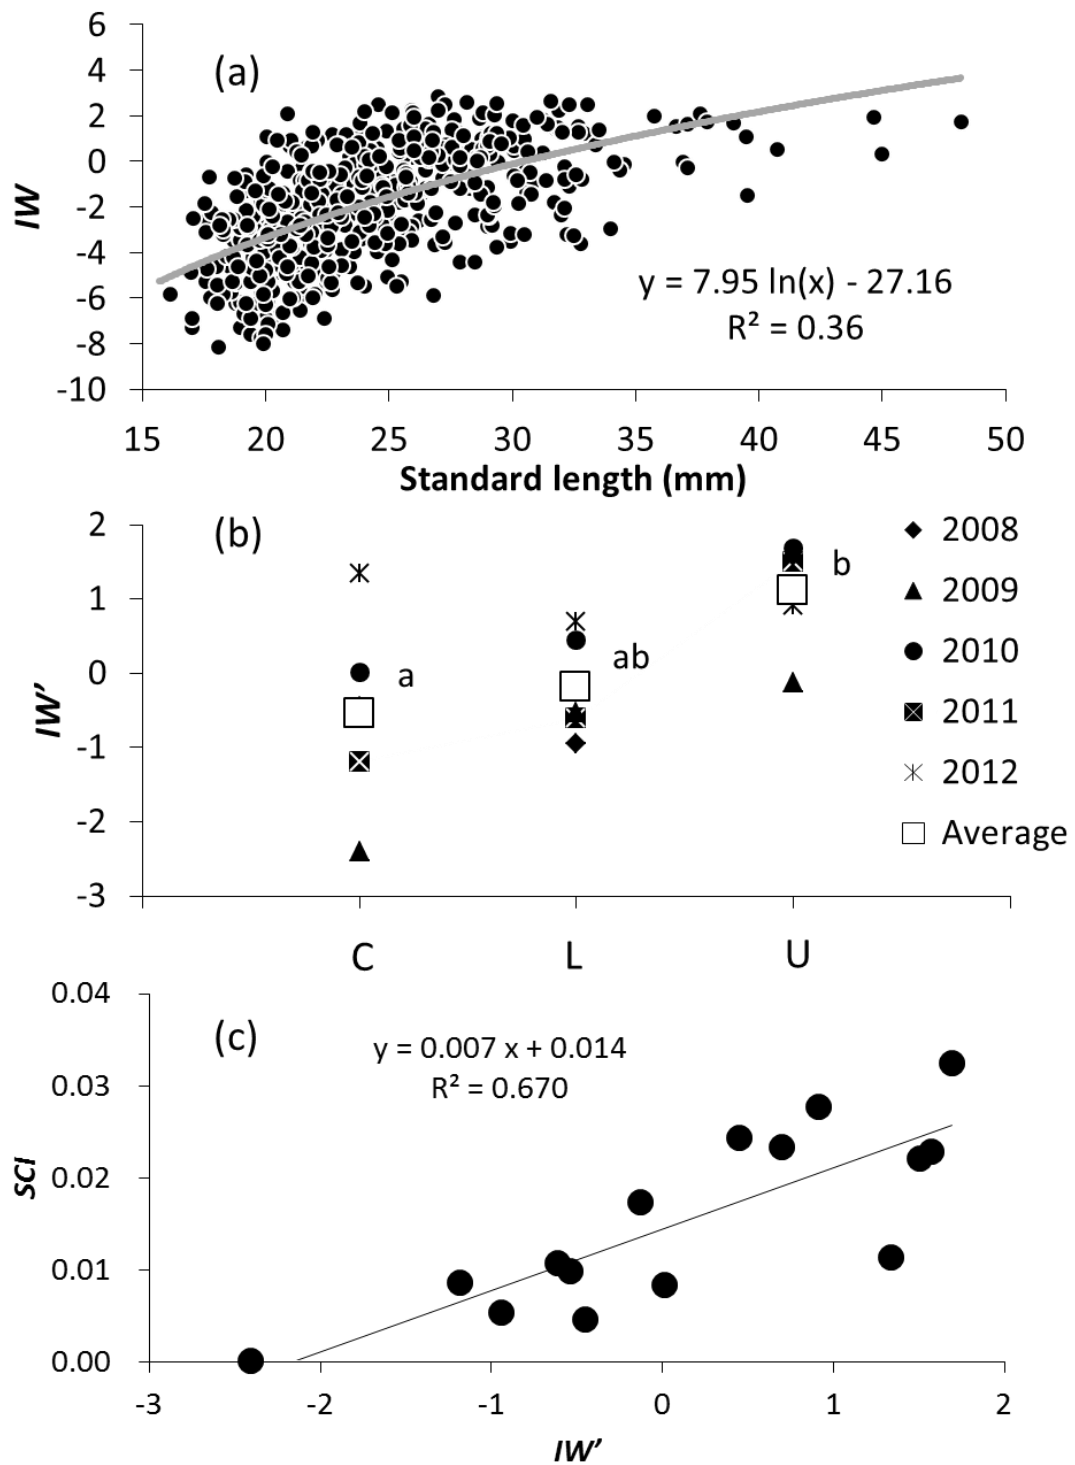 6
4
2
0
-2
-4
-6
-8
-10
IW
(a)
y = 7.95 ln(x) - 27.16
R² = 0.36
15 20 25 30 35 40 45 50
Standard length (mm)
2
1
0
-1
-2
-3
IW’
(b)
a
ab
b
2008
2009
2010
2011
2012
Average
C L U
0.04
0.03
0.02
0.01
0.00
SCI
(c)
y = 0.007 x + 0.014
R² = 0.670
-3 -2 -1 0 1 2
IW’